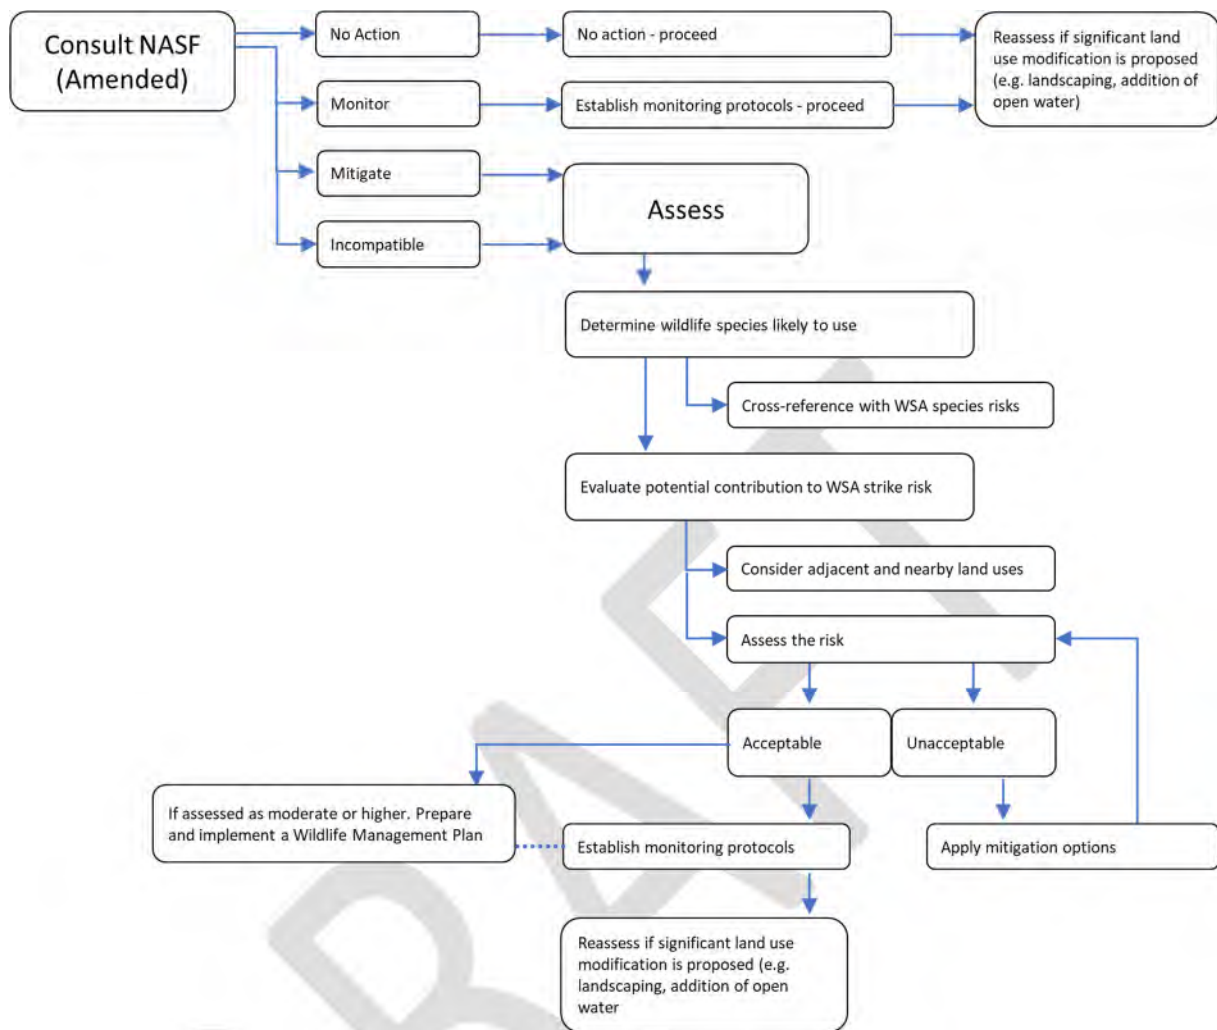 Consult NASF
(Amended)
No Action
No action - proceed
Reassess if significant land
use modification is proposed
(e.g. landscaping, addition of
open water)
Monitor
Establish monitoring protocols - proceed
Mitigate
Assess
Incompatible
Determine wildlife species likely to use
Cross-reference with WSA species risks
Evaluate potential contribution to WSA strike risk
Consider adjacent and nearby land uses
Assess the risk
Acceptable
Unacceptable
If assessed as moderate or higher. Prepare
and implement a Wildlife Management Plan
Establish monitoring protocols
Apply mitigation options
Reassess if significant land use
modification is proposed (e.g.
landscaping, addition of open
water
DRAFT